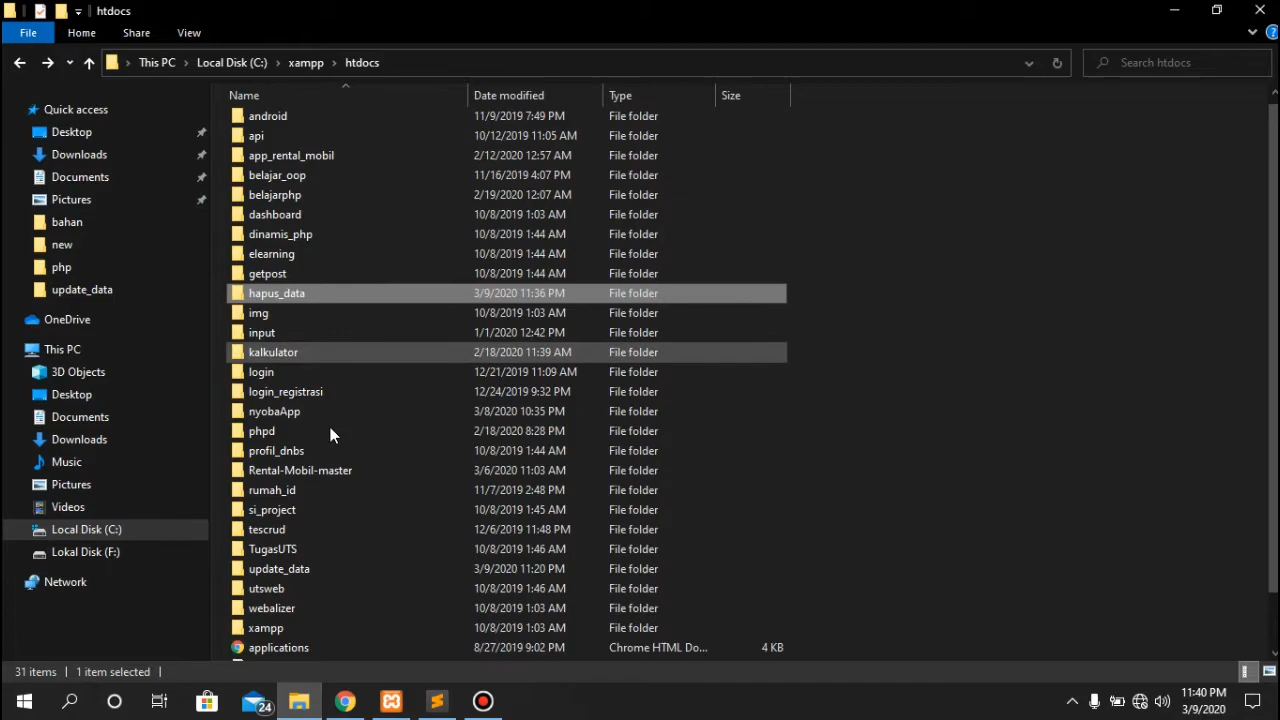 htdocs
File Home Share View
This PC Local Disk (C:) xampp htdocs Search htdocs
Name Date modified Type Size
Quick access
Desktop
Downloads
Documents
Pictures
bahan
new
php
update_data
OneDrive
This PC
3D Objects
Desktop
Documents
Downloads
Music
Pictures
Videos
Local Disk (C:)
Lokal Disk (F:)
Network
android 11/9/2019 7:49 PM File folder
api 10/12/2019 11:05 AM File folder
app_rental_mobil 2/12/2020 12:57 AM File folder
belajar_oop 11/16/2019 4:07 PM File folder
belajarphp 2/19/2020 12:07 AM File folder
dashboard 10/8/2019 1:03 AM File folder
dinamis_php 10/8/2019 1:44 AM File folder
elearning 10/8/2019 1:44 AM File folder
getpost 10/8/2019 1:44 AM File folder
hapus_data 3/9/2020 11:36 PM File folder
img 10/8/2019 1:03 AM File folder
input 1/1/2020 12:42 PM File folder
kalkulator 2/18/2020 11:39 AM File folder
login 12/21/2019 11:09 AM File folder
login_registrasi 12/24/2019 9:32 PM File folder
nyobaApp 3/8/2020 10:35 PM File folder
phpd 2/18/2020 8:28 PM File folder
profil_dnbs 10/8/2019 1:44 AM File folder
Rental-Mobil-master 3/6/2020 11:03 AM File folder
rumah_id 11/7/2019 2:48 PM File folder
si_project 10/8/2019 1:45 AM File folder
tescrud 12/6/2019 11:48 PM File folder
TugasUTS 10/8/2019 1:46 AM File folder
update_data 3/9/2020 11:20 PM File folder
utsweb 10/8/2019 1:46 AM File folder
webalizer 10/8/2019 1:03 AM File folder
xampp 10/8/2019 1:03 AM File folder
applications 8/27/2019 9:02 PM Chrome HTML Do... 4 KB
31 items 1 item selected
24
11:40 PM
3/9/2020